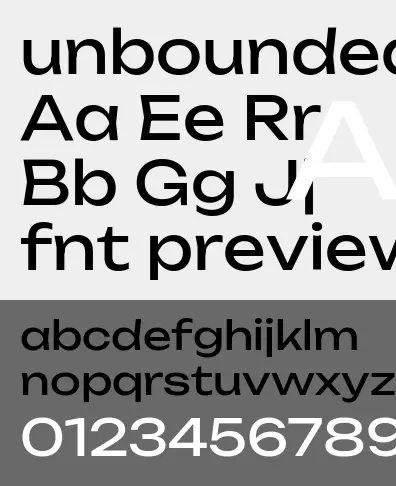 unbounded
Aa Ee Rr
Bb Gg Jj
A
fnt preview
abcdefghijklm
nopqrstuvwxyz
0123456789